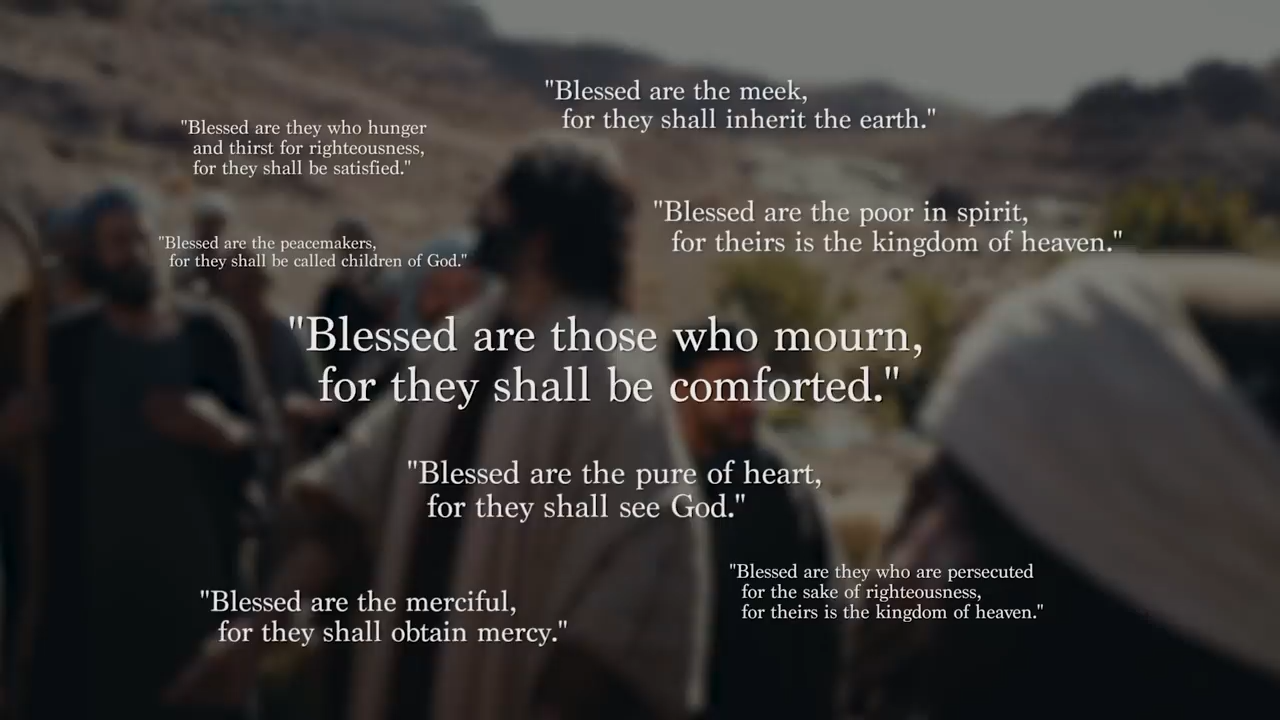 "Blessed are the meek,
for they shall inherit the earth."
"Blessed are they who hunger
and thirst for righteousness,
for they shall be satisfied."
"Blessed are the poor in spirit,
for theirs is the kingdom of heaven."
"Blessed are the peacemakers,
for they shall be called children of God."
"Blessed are those who mourn,
for they shall be comforted."
"Blessed are the pure of heart,
for they shall see God."
"Blessed are they who are persecuted
for the sake of righteousness,
for theirs is the kingdom of heaven."
"Blessed are the merciful,
for they shall obtain mercy."